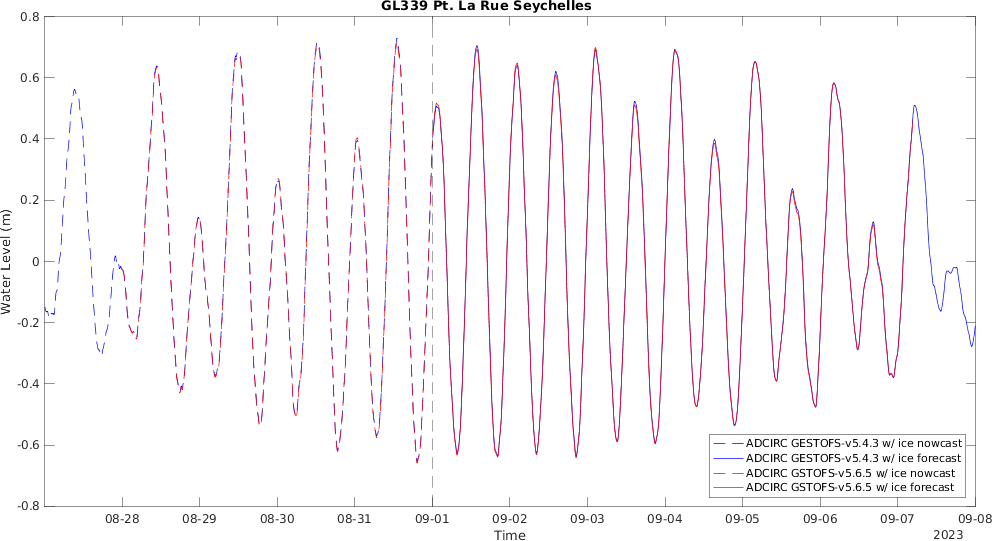 GL339 Pt. La Rue Seychelles
0.8
0.6
0.4
0.2
0
-0.2
-0.4
-0.6
-0.8
Water Level (m)
ADCIRC GESTOFS-v5.4.3 w/ ice nowcast
ADCIRC GESTOFS-v5.4.3 w/ ice forecast
ADCIRC GSTOFS-v5.6.5 w/ ice nowcast
ADCIRC GSTOFS-v5.6.5 w/ ice forecast
08-28 08-29 08-30 08-31 09-01 09-02 09-03 09-04 09-05 09-06 09-07 09-08
Time
2023